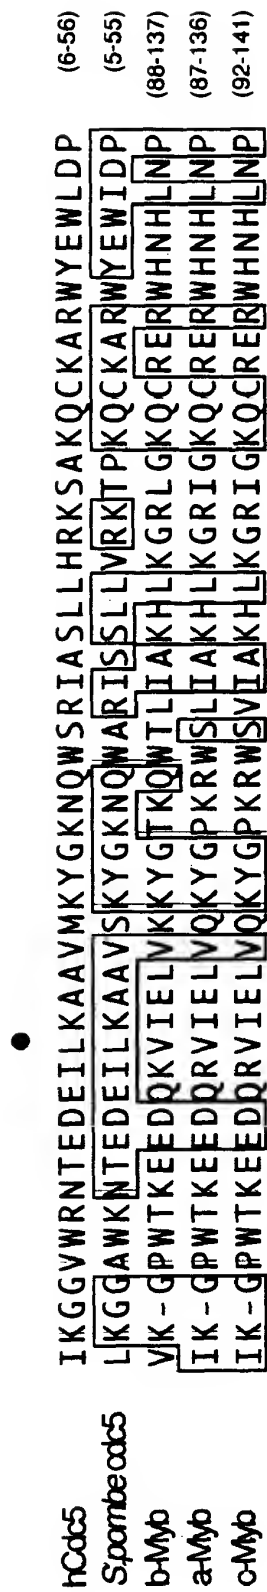 hCdc5 IKGGVWRNTEDEILKAAVMKYGKNQWSRIASLLHRKSAKQCKARWYEWLDP (6-56)
S.pombe cdc5 LKGGAWKNTEDEILKAAVSKYGKNQWARISSLLVRKTPKQCKARWYEWIDP (5-55)
b-Myb VK-GPWTKEEDQKVIELVKKYGTKQWTLIAKHLKGRLGKQCRERWHNHLNP (88-137)
a-Myb IK-GPWTKEEDQRVIELVQKYGPKRWSLIAKHLKGRIGKQCRERWHNHLNP (87-136)
c-Myb IK-GPWTKEEDQRVIELVQKYGPKRWSVIAKHLKGRIGKQCRERWHNHLNP (92-141)